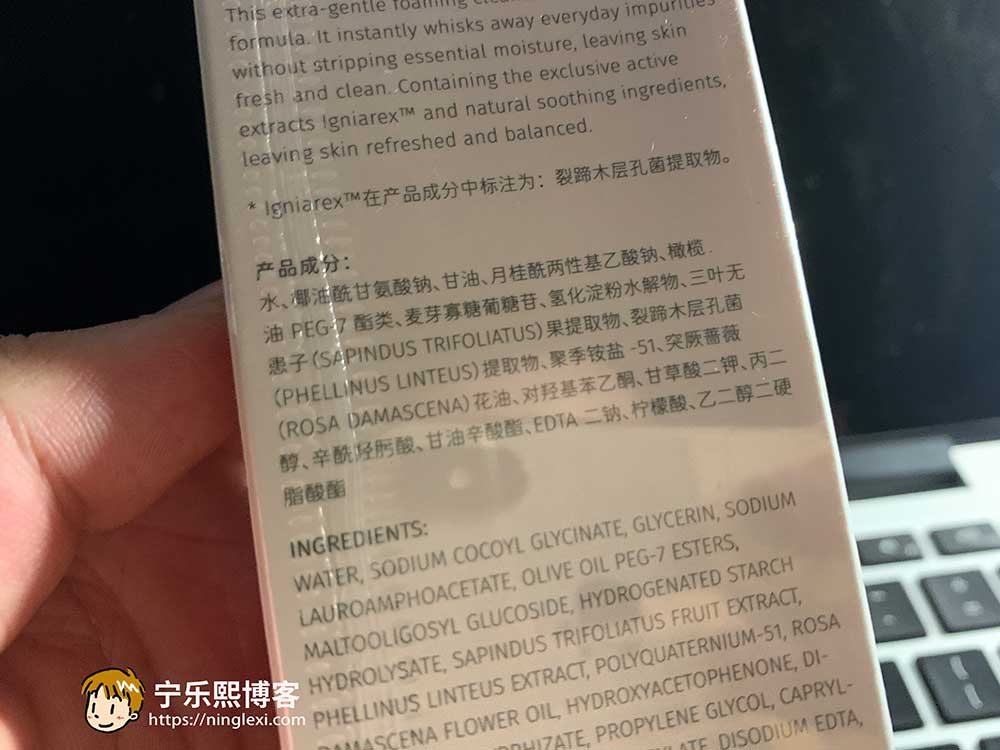 This extra-gentle foaming
formula. It instantly whisks away everyday impurities
without stripping essential moisture, leaving skin
fresh and clean. Containing the exclusive active
extracts Igniarex™ and natural soothing ingredients,
leaving skin refreshed and balanced.
* Igniarex™在产品成分中标注为：裂蹄木层孔菌提取物。
产品成分：
水、椰油酰甘氨酸钠、甘油、月桂酰两性基乙酸钠、橄榄
油 PEG-7 酯类、麦芽寡糖葡糖苷、氢化淀粉水解物、三叶无
患子（SAPINDUS TRIFOLIATUS）果提取物、裂蹄木层孔菌
（PHELLINUS LINTEUS）提取物、聚季铵盐 -51、突厥蔷薇
（ROSA DAMASCENA）花油、对羟基苯乙酮、甘草酸二钾、丙二
醇、辛酰羟肟酸、甘油辛酸酯、EDTA 二钠、柠檬酸、乙二醇二硬
脂酸酯
INGREDIENTS:
WATER, SODIUM COCOYL GLYCINATE, GLYCERIN, SODIUM
LAUROAMPHOACETATE, OLIVE OIL PEG-7 ESTERS,
MALTOOLIGOSYL GLUCOSIDE, HYDROGENATED STARCH
HYDROLYSATE, SAPINDUS TRIFOLIATUS FRUIT EXTRACT,
PHELLINUS LINTEUS EXTRACT, POLYQUATERNIUM-51, ROSA
DAMASCENA FLOWER OIL, HYDROXYACETOPHENONE, DI-
PROPYLENE GLYCOL, CAPRYL-
DISODIUM EDTA,
宁乐熙博客
https://ninglexi.com